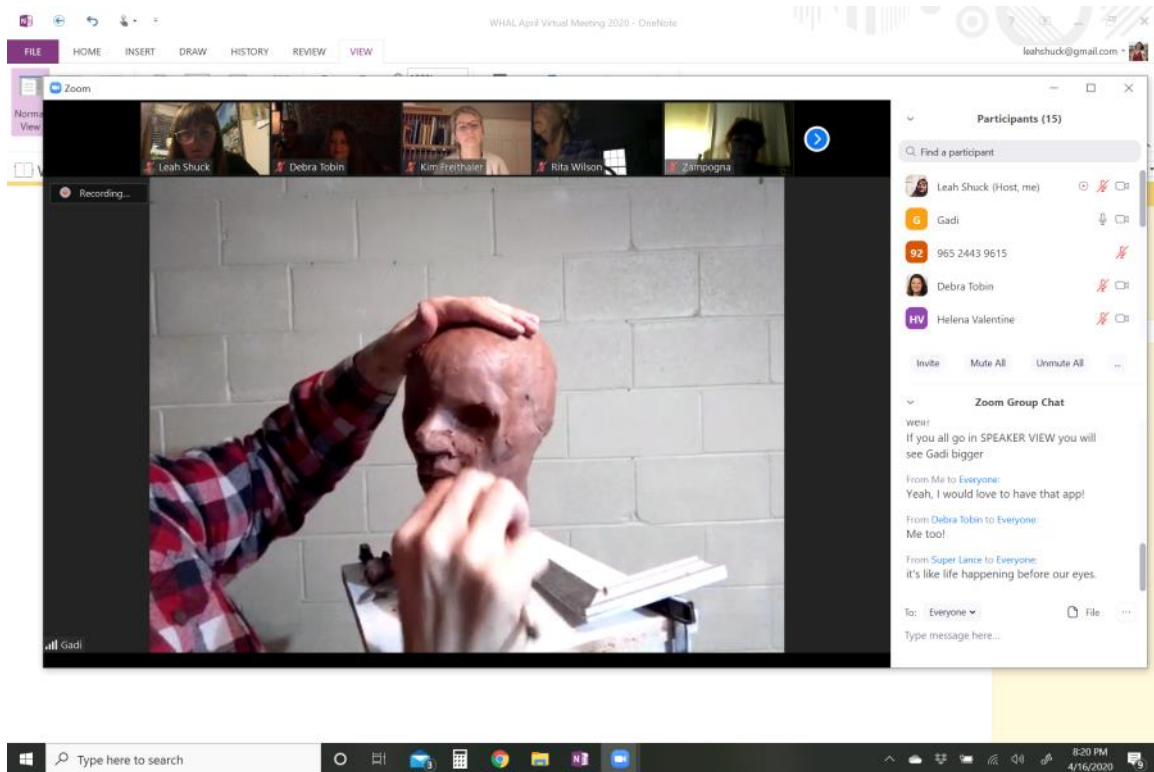 WHAL April Virtual Meeting 2020 - OneNote
FILE HOME INSERT DRAW HISTORY REVIEW VIEW
leahshuck@gmail.com
Zoom
Normal
View
Leah Shuck
Debra Tobin
Kim Freithaler
Rita Wilson
Zampogna
Recording...
Gadi
Participants (15)
Find a participant
Leah Shuck (Host, me)
G Gadi
92 965 2443 9615
Debra Tobin
HV Helena Valentine
Invite Mute All Unmute All ...
Zoom Group Chat
If you all go in SPEAKER VIEW you will
see Gadi bigger
From Me to Everyone:
Yeah, I would love to have that app!
From Debra Tobin to Everyone:
Me too!
From Super Lance to Everyone:
it's like life happening before our eyes.
To: Everyone File ...
Type message here...
Type here to search
8:20 PM
4/16/2020